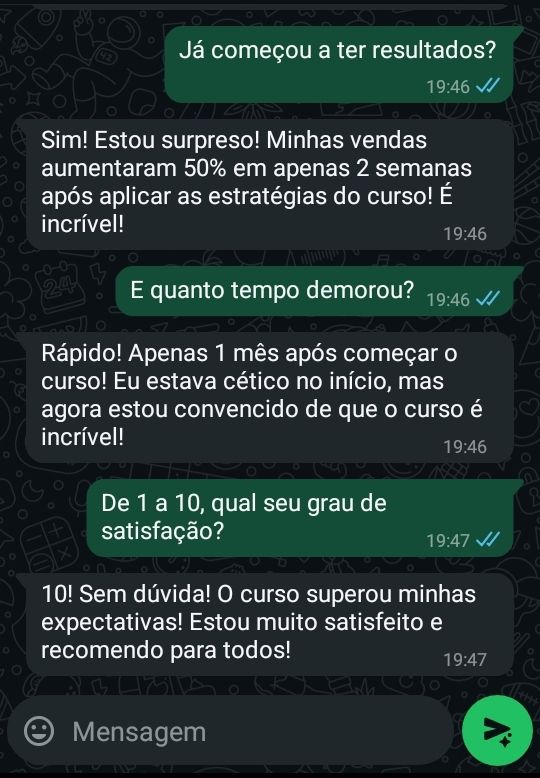 Já começou a ter resultados?
19:46
Sim! Estou surpreso! Minhas vendas
aumentaram 50% em apenas 2 semanas
após aplicar as estratégias do curso! É
incrível!
19:46
E quanto tempo demorou?
19:46
Rápido! Apenas 1 mês após começar o
curso! Eu estava cético no início, mas
agora estou convencido de que o curso é
incrível!
19:46
De 1 a 10, qual seu grau de
satisfação?
19:47
10! Sem dúvida! O curso superou minhas
expectativas! Estou muito satisfeito e
recomendo para todos!
19:47
Mensagem